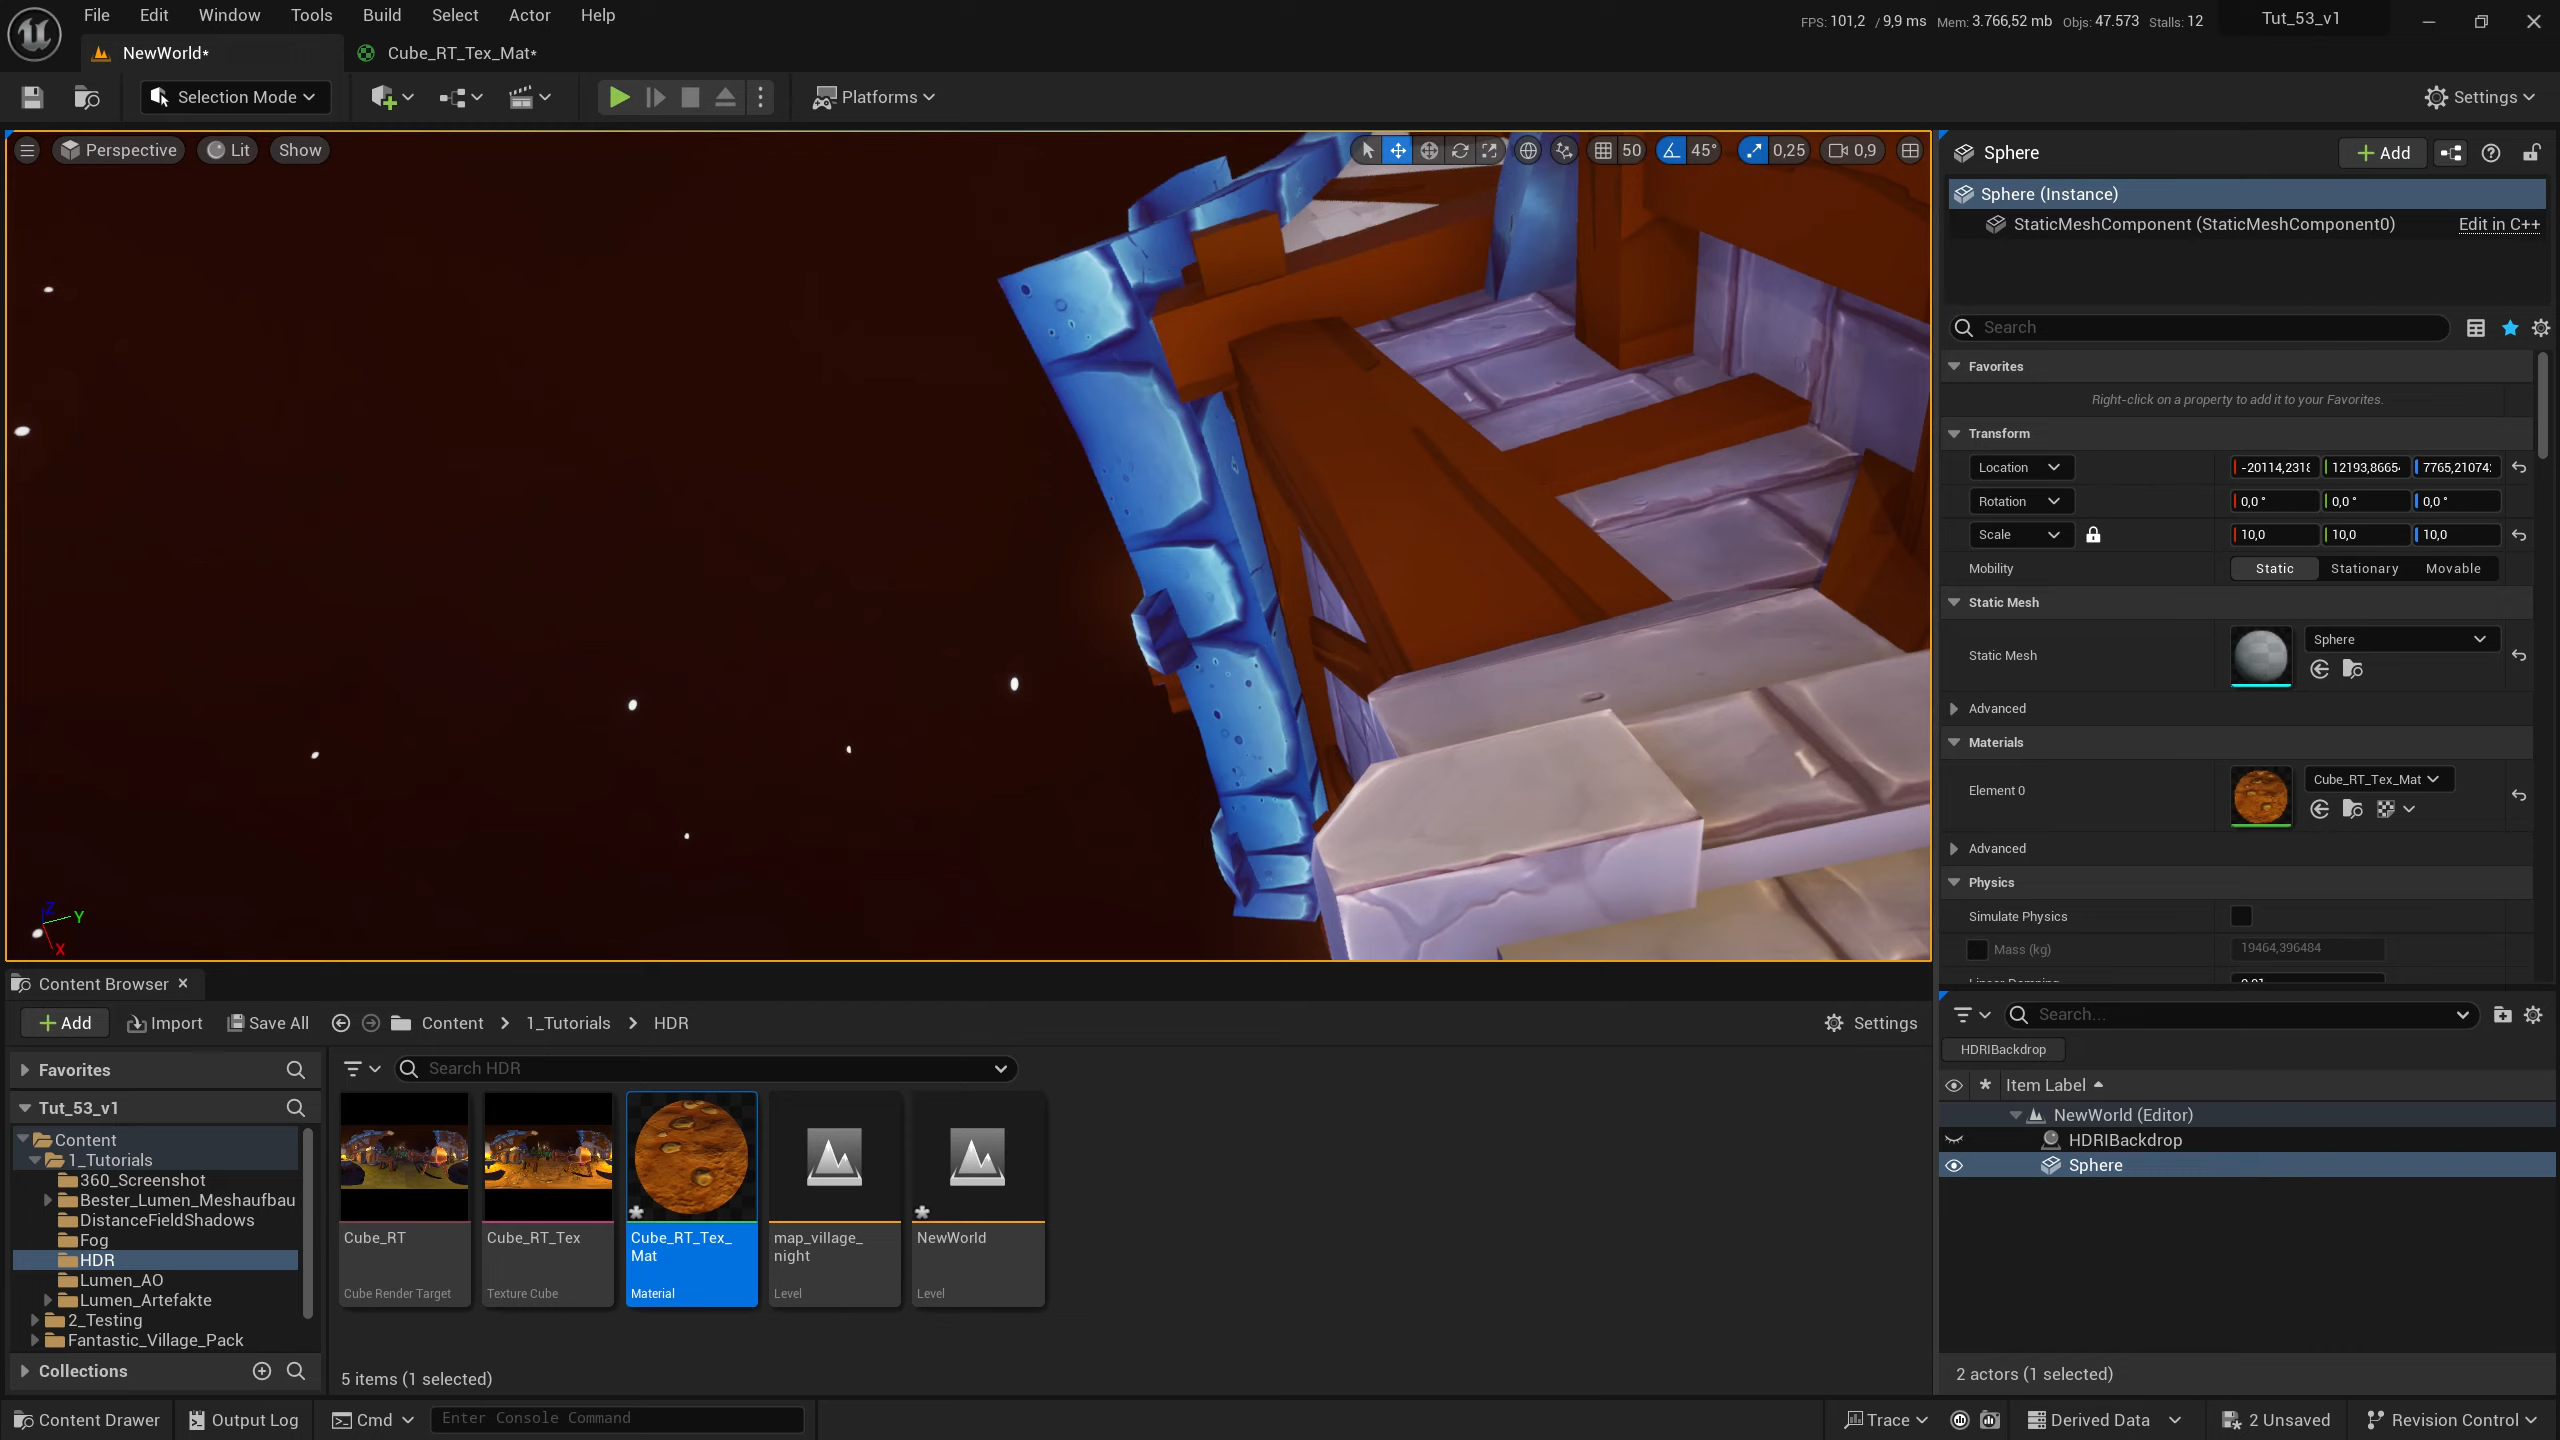 File Edit Window Tools Build Select Actor Help
FPS: 101,2 / 9,9 ms Mem: 3.766,52 mb Objs: 47.573 Stalls: 12
Tut_53_v1
NewWorld*
Cube_RT_Tex_Mat*
Selection Mode
Platforms
Settings
Perspective
Lit
Show
50
45°
0,25
0,9
Z
Y
X
Sphere
Add
Sphere (Instance)
StaticMeshComponent (StaticMeshComponent0)
Edit in C++
Search
Favorites
Right-click on a property to add it to your Favorites.
Transform
Location
-20114,2318
12193,8665
7765,21074
Rotation
0,0 °
0,0 °
0,0 °
Scale
10,0
10,0
10,0
Mobility
Static
Stationary
Movable
Static Mesh
Static Mesh
Sphere
Advanced
Materials
Element 0
Cube_RT_Tex_Mat
Advanced
Physics
Simulate Physics
Mass (kg)
19464,396484
Content Browser
Add
Import
Save All
Content
1_Tutorials
HDR
Settings
Favorites
Search HDR
Tut_53_v1
Content
1_Tutorials
360_Screenshot
Bester_Lumen_Meshaufbau
DistanceFieldShadows
Fog
HDR
Lumen_AO
Lumen_Artefakte
2_Testing
Fantastic_Village_Pack
Collections
Cube_RT
Cube Render Target
Cube_RT_Tex
Texture Cube
Cube_RT_Tex_
Mat
Material
map_village_
night
Level
NewWorld
Level
5 items (1 selected)
Search...
HDRIBackdrop
Item Label
NewWorld (Editor)
HDRIBackdrop
Sphere
2 actors (1 selected)
Content Drawer
Output Log
Cmd
Enter Console Command
Trace
Derived Data
2 Unsaved
Revision Control